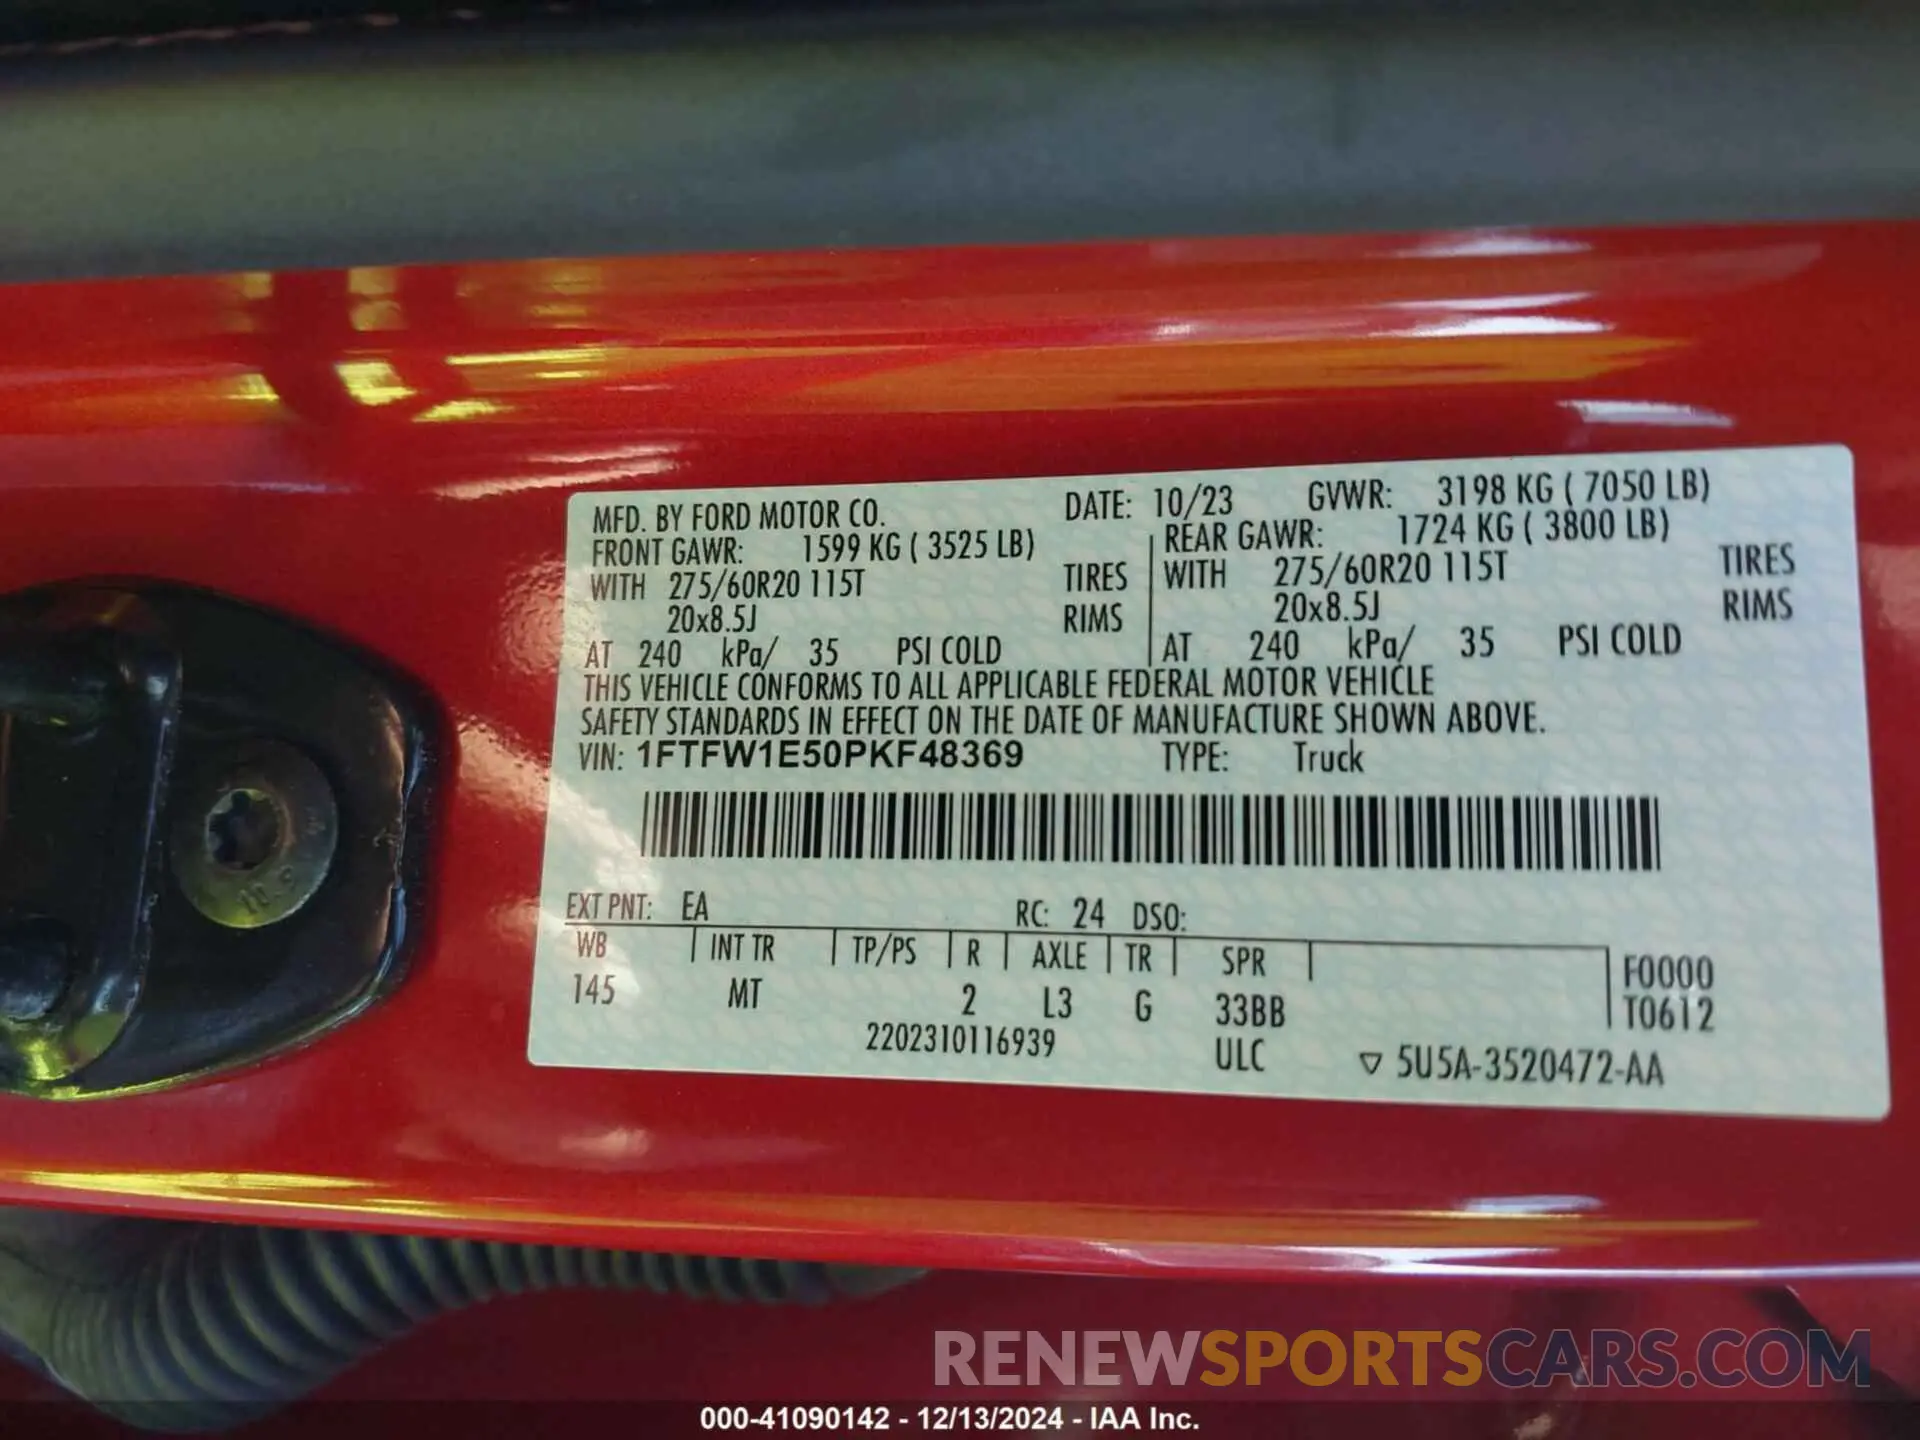 MFD. BY FORD MOTOR CO. DATE: 10/23 GVWR: 3198 KG ( 7050 LB)
FRONT GAWR: 1599 KG ( 3525 LB) REAR GAWR: 1724 KG ( 3800 LB)
WITH 275/60R20 115T TIRES WITH 275/60R20 115T TIRES
20x8.5J RIMS 20x8.5J RIMS
AT 240 kPa/ 35 PSI COLD AT 240 kPa/ 35 PSI COLD
THIS VEHICLE CONFORMS TO ALL APPLICABLE FEDERAL MOTOR VEHICLE
SAFETY STANDARDS IN EFFECT ON THE DATE OF MANUFACTURE SHOWN ABOVE.
VIN: 1FTFW1E50PKF48369 TYPE: Truck
EXT PNT: EA RC: 24 DSO:
WB INT TR TP/PS R AXLE TR SPR F0000
145 MT 2 L3 G 33BB T0612
2202310116939 ULC ▽ 5U5A-3520472-AA
10.9
RENEWSPORTSCARS.COM
000-41090142 - 12/13/2024 - IAA Inc.